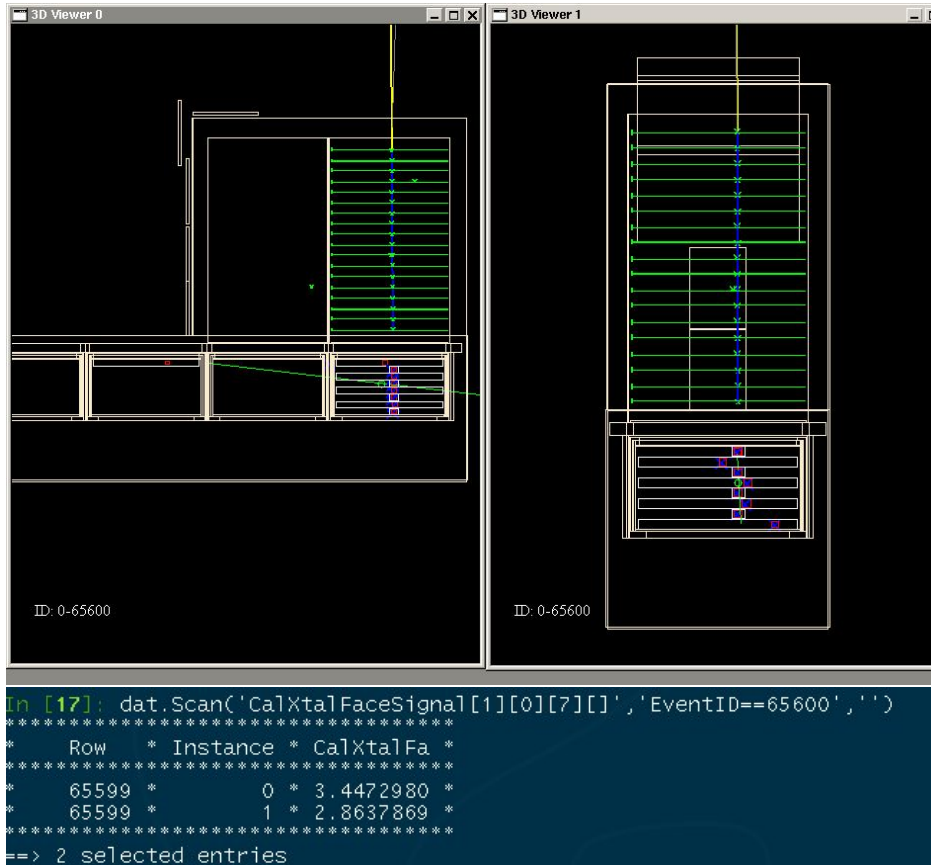 3D Viewer 0
3D Viewer 1
ID: 0-65600
ID: 0-65600
In [17]: dat.Scan('CalXtalFaceSignal[1][0][7][]','EventID==65600','')
****************************************
*    Row   * Instance * CalXtalFa *
****************************************
*    65599 *        0 * 3.4472980 *
*    65599 *        1 * 2.8637869 *
****************************************
==> 2 selected entries